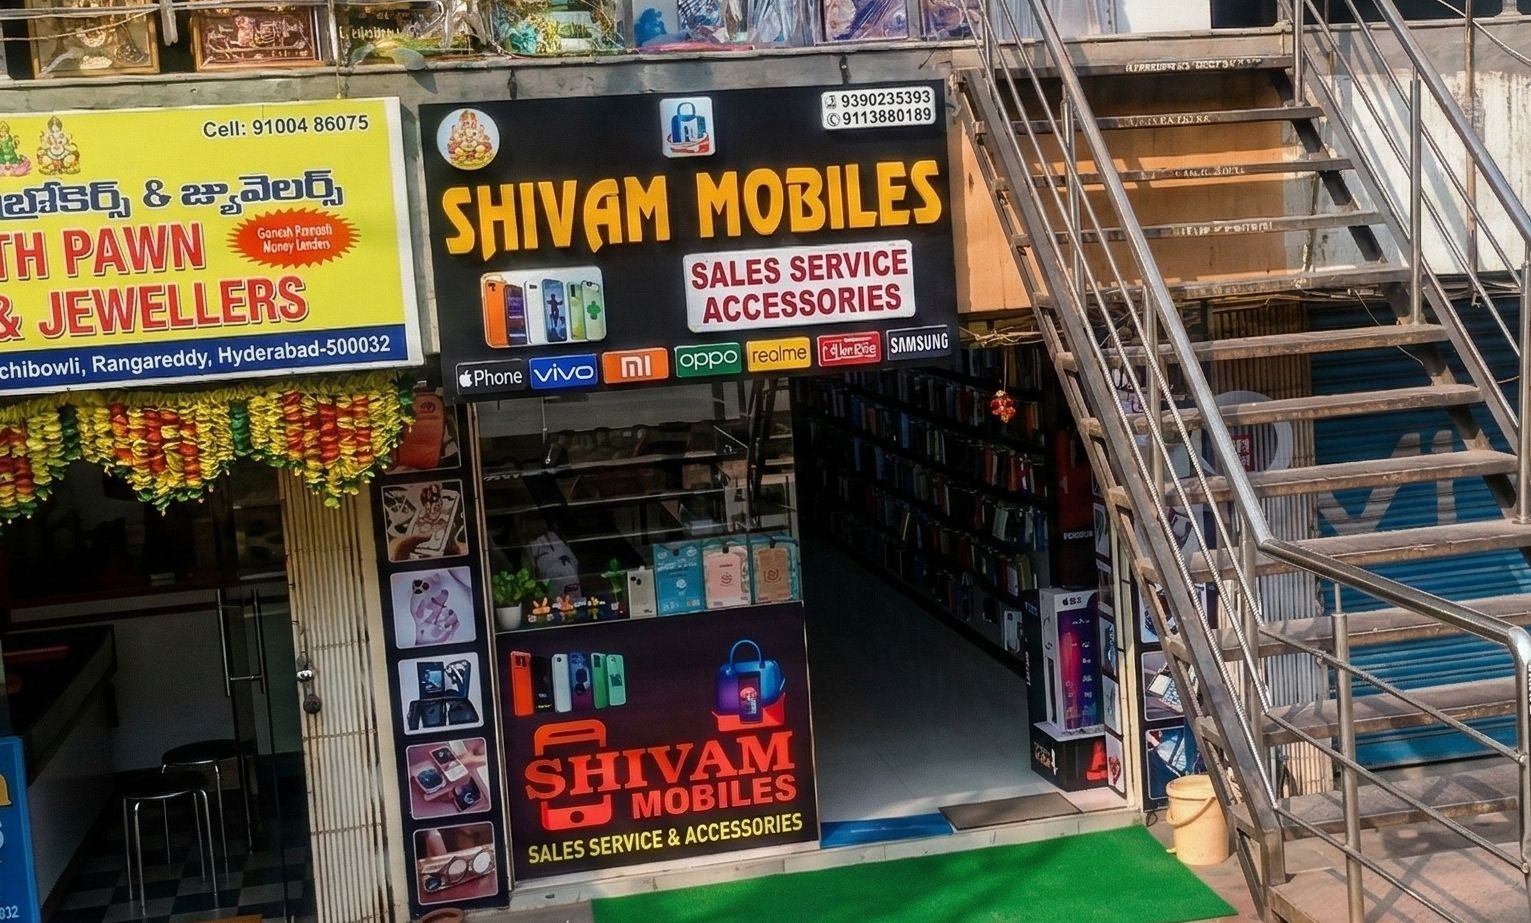 Cell: 91004 86075
బ్రోకర్స్ & జ్యువెలర్స్
TH PAWN
Ganesh
Money Lenders
& JEWELLERS
chibowli, Rangareddy, Hyderabad-500032
9390235393
9113880189
SHIVAM MOBILES
SALES SERVICE
ACCESSORIES
iPhone
vivo
MI
oppo
realme
SAMSUNG
SHIVAM
MOBILES
SALES SERVICE & ACCESSORIES